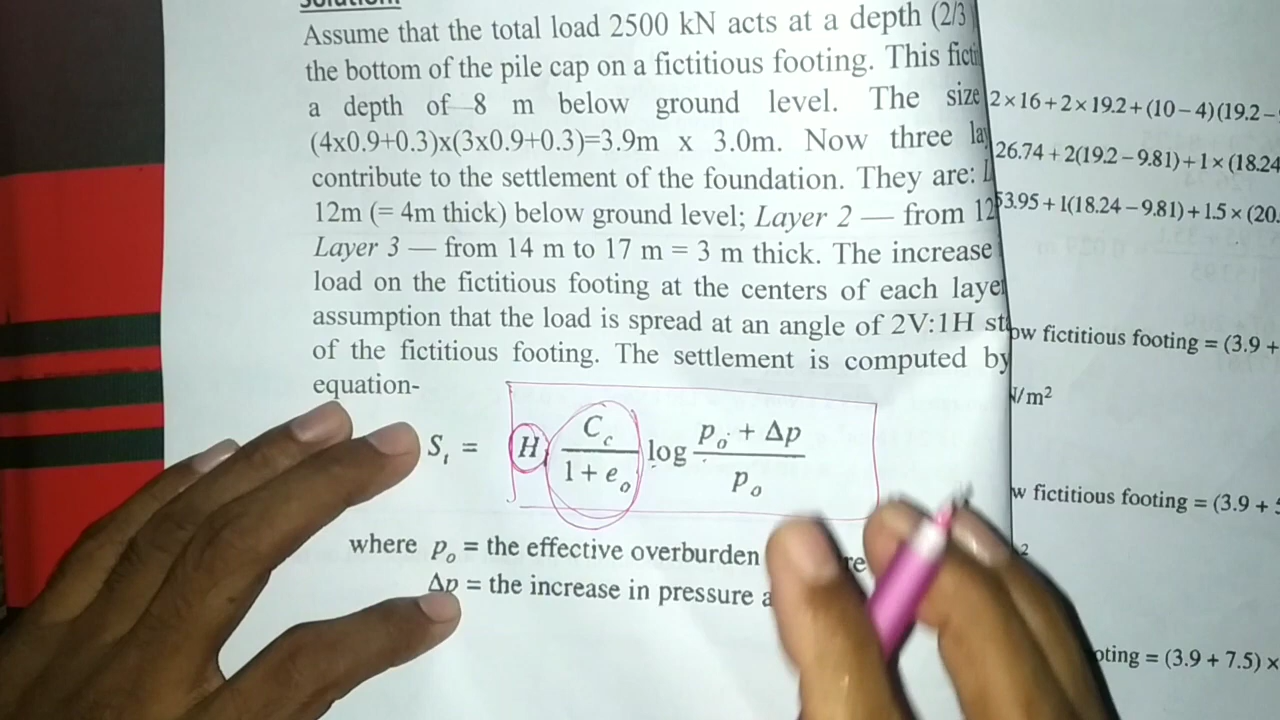 Solution:
Assume that the total load 2500 kN acts at a depth (2/3
the bottom of the pile cap on a fictitious footing. This
a depth of 8 m below ground level. The size
(4x0.9+0.3)x(3x0.9+0.3)=3.9m x 3.0m. Now three
contribute to the settlement of the foundation. They are:
12m (= 4m thick) below ground level; Layer 2 — from
Layer 3 — from 14 m to 17 m = 3 m thick. The increase
load on the fictitious footing at the centers of each
assumption that the load is spread at an angle of 2V:1H
of the fictitious footing. The settlement is computed by
equation-
S_t = H C_c / (1 + e_o) log (p_o + Δp) / p_o
where p_o = the effective overburden
Δp = the increase in pressure
2×16+2×19.2+(10−4)(19.2−
26.74+2(19.2−9.81)+1×(18.24
53.95+1(18.24−9.81)+1.5×(20.
fictitious footing = (3.9 +
/m²
fictitious footing = (3.9 +
2
= (3.9 + 7.5) ×